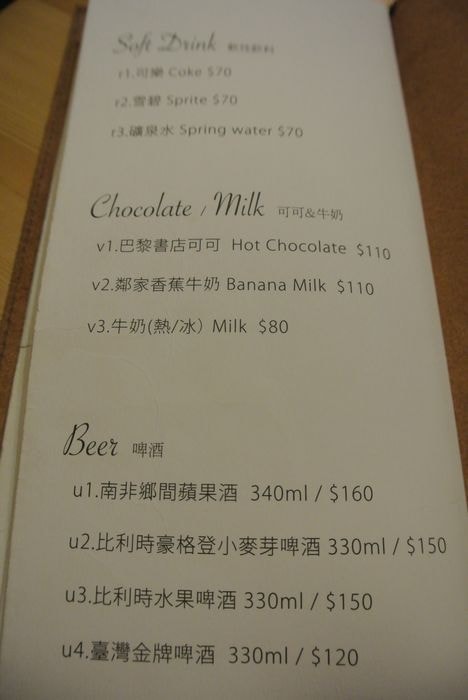 Soft Drink 軟性飲料
r1.可樂 Coke $70
r2.雪碧 Sprite $70
r3.礦泉水 Spring water $70
Chocolate / Milk 可可&牛奶
v1.巴黎書店可可 Hot Chocolate $110
v2.鄰家香蕉牛奶 Banana Milk $110
v3.牛奶(熱/冰) Milk $80
Beer 啤酒
u1.南非鄉間蘋果酒 340ml / $160
u2.比利時豪格登小麥芽啤酒 330ml / $150
u3.比利時水果啤酒 330ml / $150
u4.臺灣金牌啤酒 330ml / $120